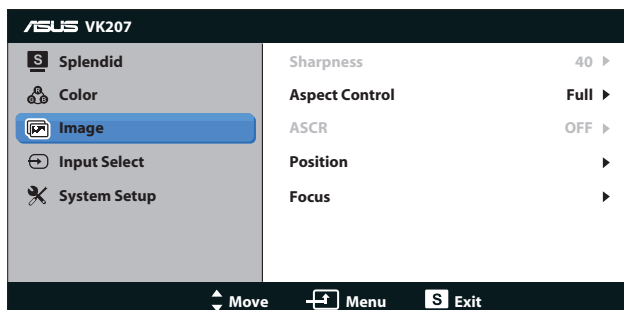 ASUS VK207
S Splendid
R G B Color
Image
Input Select
System Setup
Sharpness 40
Aspect Control Full
ASCR OFF
Position
Focus
Move Menu S Exit